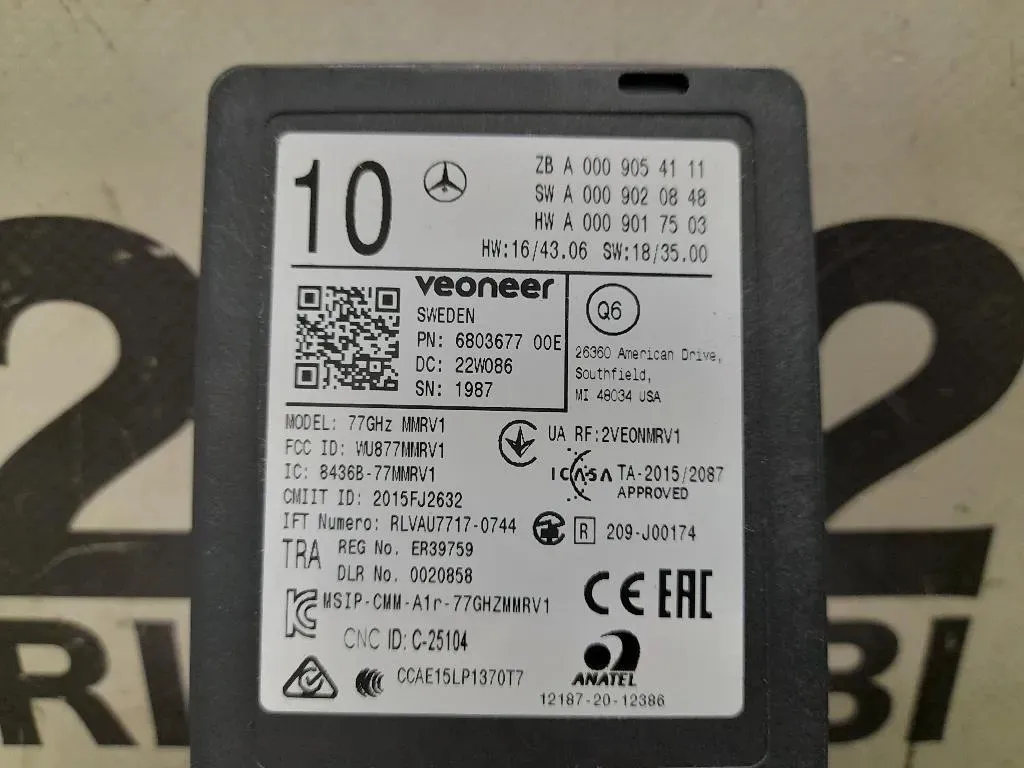 10
ZB A 000 905 41 11
SW A 000 902 08 48
HW A 000 901 75 03
HW:16/43.06 SW:18/35.00
veoneer
SWEDEN
PN: 6803677 00E
DC: 22W086
SN: 1987
Q6
26360 American Drive,
Southfield,
MI 48034 USA
MODEL: 77GHz MMRV1
FCC ID: WU877MMRV1
IC: 8436B-77MMRV1
CMIIT ID: 2015FJ2632
IFT Numero: RLVAU7717-0744
TRA REG No. ER39759
DLR No. 0020858
MSIP-CMM-A1r-77GHZMMRV1
CNC ID: C-25104
CCAE15LP1370T7
UA RF:2VEONMRV1
ICASA TA-2015/2087
APPROVED
R 209-J00174
CE EAC
ANATEL
12187-20-12386
2
2
RI
BI